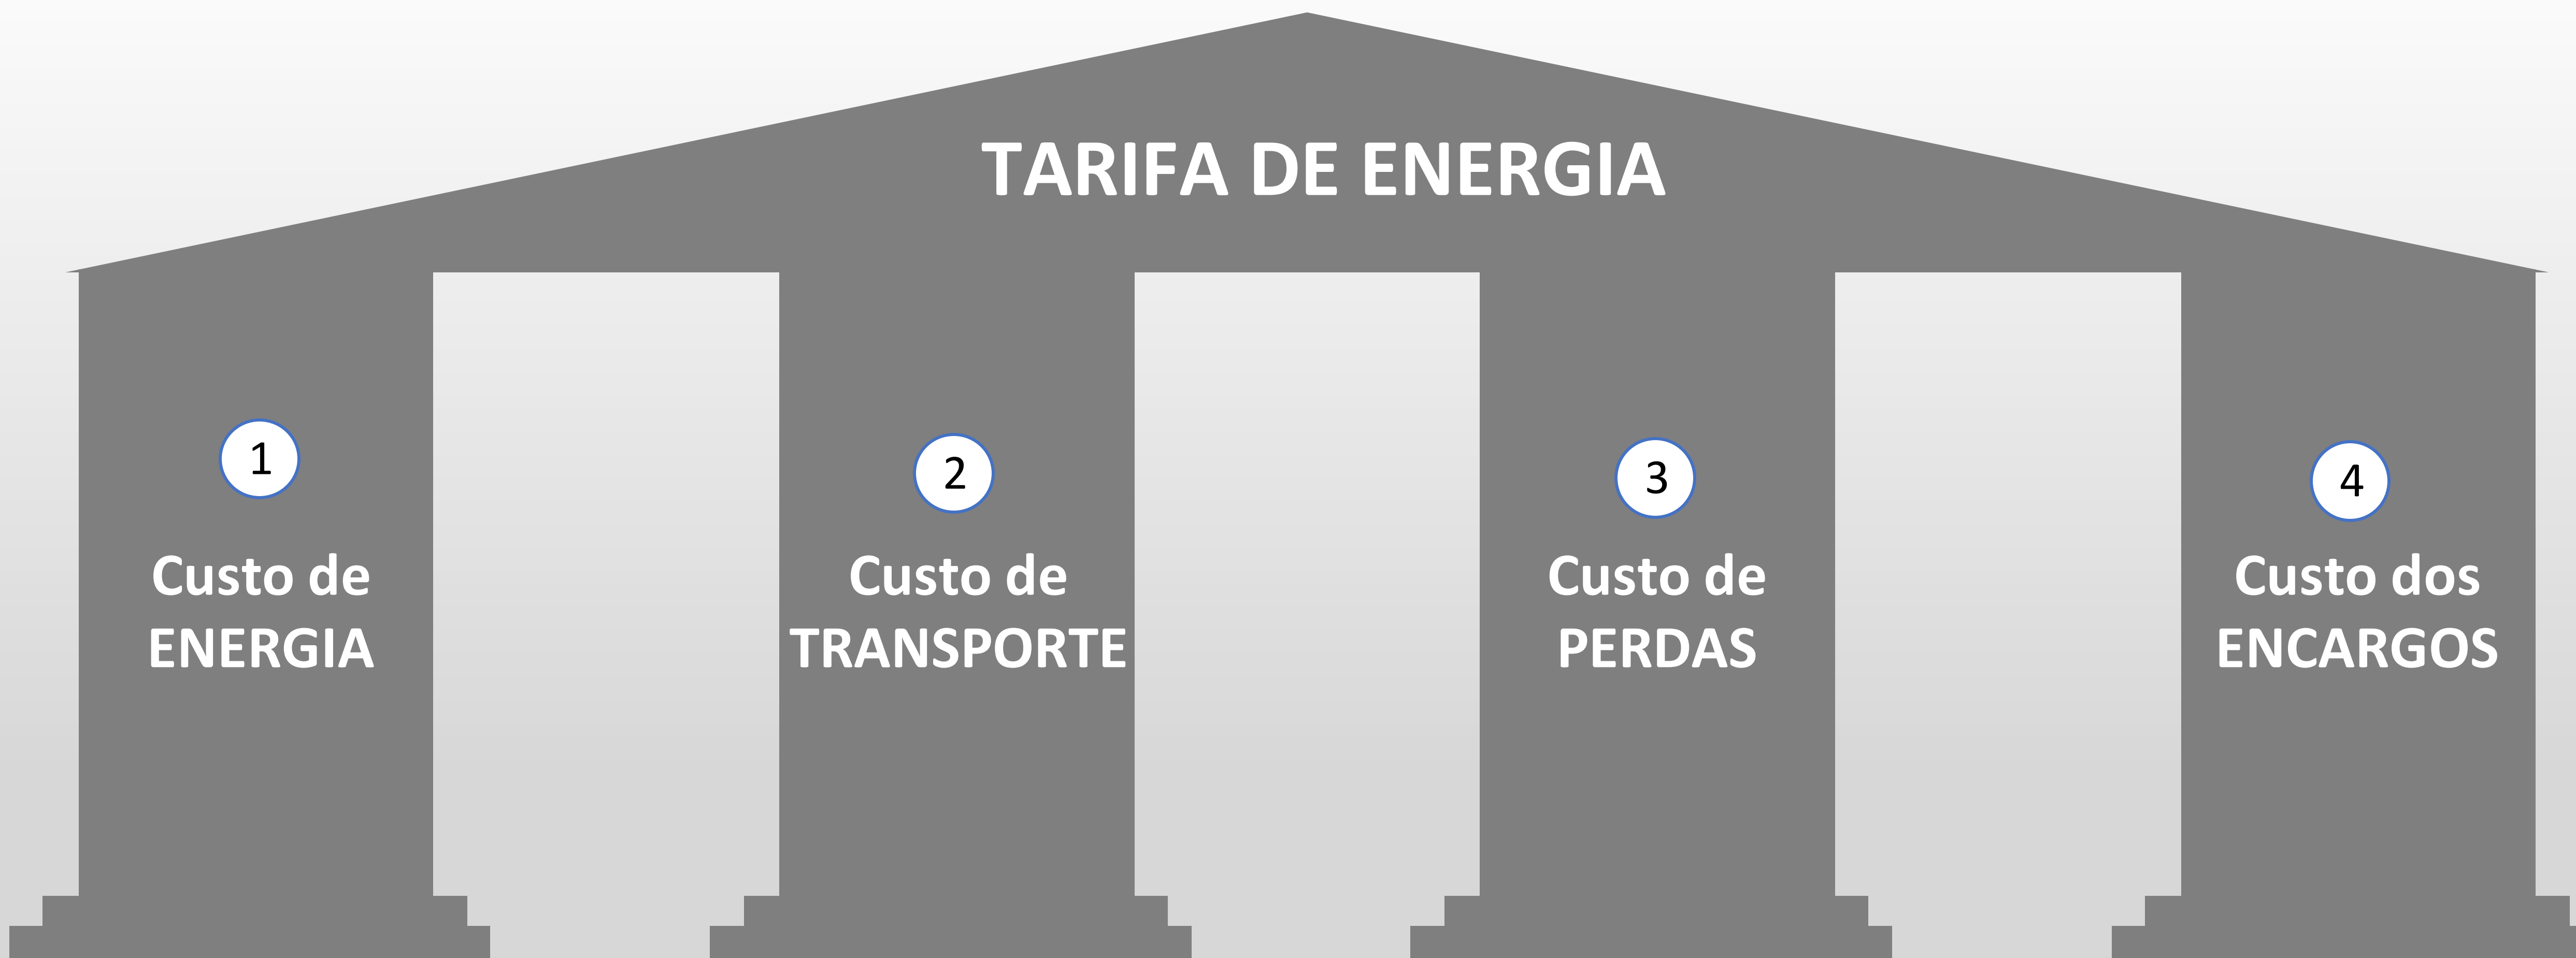 TARIFA DE ENERGIA
1
Custo de
ENERGIA
2
Custo de
TRANSPORTE
3
Custo de
PERDAS
4
Custo dos
ENCARGOS